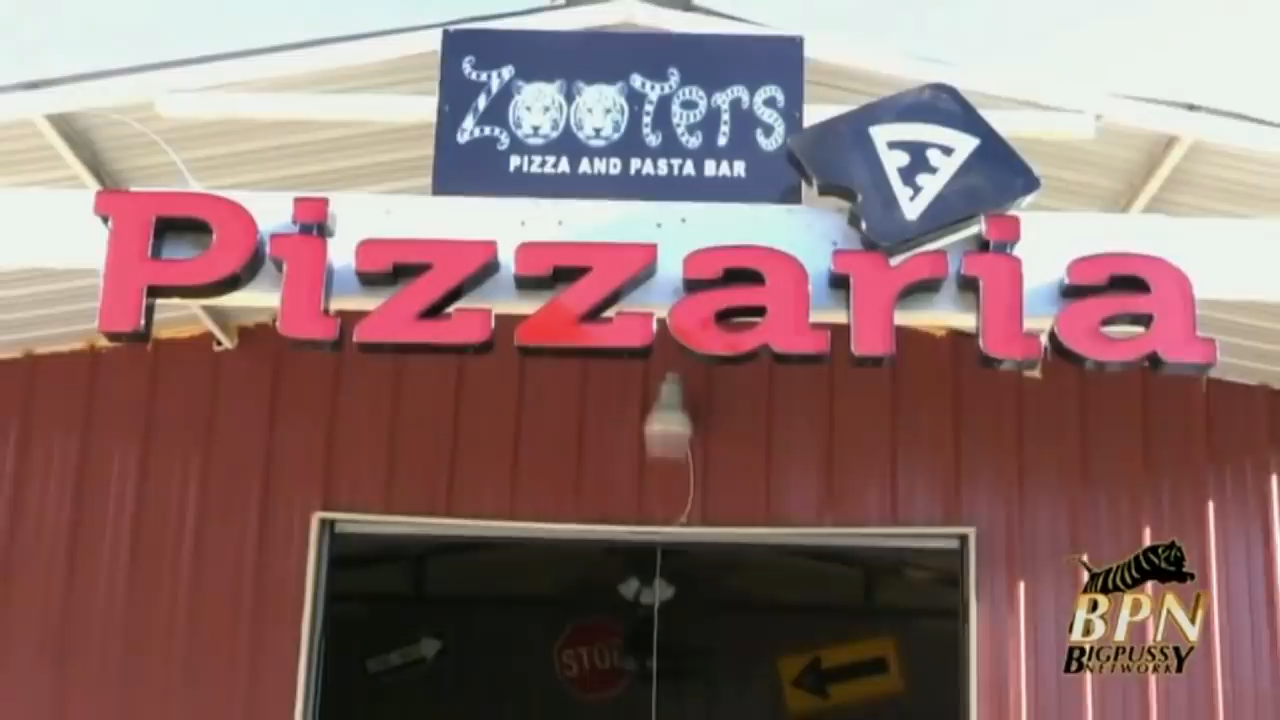 Zooters
PIZZA AND PASTA BAR
Pizzaria
STOP
BPN
BIGPUSSY
NETWORK